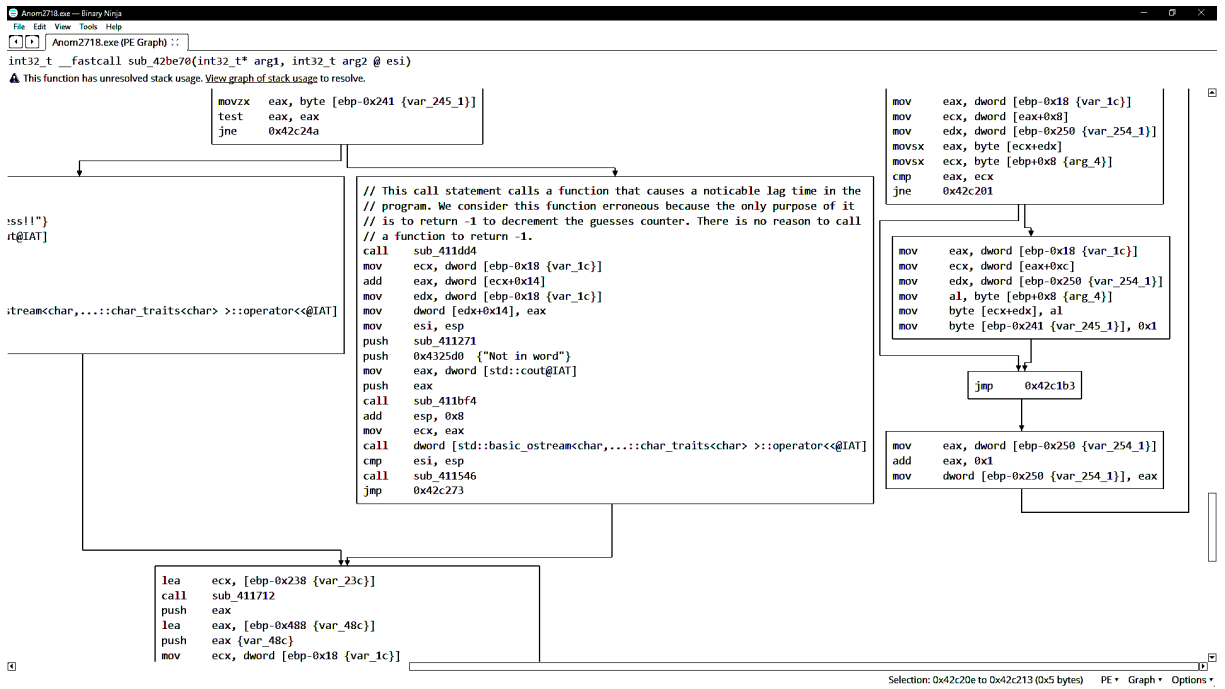 Anom2718.exe — Binary Ninja
File Edit View Tools Help
Anom2718.exe (PE Graph)
int32_t __fastcall sub_42be70(int32_t* arg1, int32_t arg2 @ esi)
This function has unresolved stack usage. View graph of stack usage to resolve.
movzx eax, byte [ebp-0x241 {var_245_1}]
test eax, eax
jne 0x42c24a
ess!!"}
ut@IAT]
stream<char,...::char_traits<char> >::operator<<@IAT]
// This call statement calls a function that causes a noticable lag time in the
// program. We consider this function erroneous because the only purpose of it
// is to return -1 to decrement the guesses counter. There is no reason to call
// a function to return -1.
call sub_411dd4
mov ecx, dword [ebp-0x18 {var_1c}]
add eax, dword [ecx+0x14]
mov edx, dword [ebp-0x18 {var_1c}]
mov dword [edx+0x14], eax
mov esi, esp
push sub_411271
push 0x4325d0 {"Not in word"}
mov eax, dword [std::cout@IAT]
push eax
call sub_411bf4
add esp, 0x8
mov ecx, eax
call dword [std::basic_ostream<char,...::char_traits<char> >::operator<<@IAT]
cmp esi, esp
call sub_411546
jmp 0x42c273
lea ecx, [ebp-0x238 {var_23c}]
call sub_411712
push eax
lea eax, [ebp-0x488 {var_48c}]
push eax {var_48c}
mov ecx, dword [ebp-0x18 {var_1c}]
mov eax, dword [ebp-0x18 {var_1c}]
mov ecx, dword [eax+0x8]
mov edx, dword [ebp-0x250 {var_254_1}]
movsx eax, byte [ecx+edx]
movsx ecx, byte [ebp+0x8 {arg_4}]
cmp eax, ecx
jne 0x42c201
mov eax, dword [ebp-0x18 {var_1c}]
mov ecx, dword [eax+0xc]
mov edx, dword [ebp-0x250 {var_254_1}]
mov al, byte [ebp+0x8 {arg_4}]
mov byte [ecx+edx], al
mov byte [ebp-0x241 {var_245_1}], 0x1
jmp 0x42c1b3
mov eax, dword [ebp-0x250 {var_254_1}]
add eax, 0x1
mov dword [ebp-0x250 {var_254_1}], eax
Selection: 0x42c20e to 0x42c213 (0x5 bytes) PE Graph Options